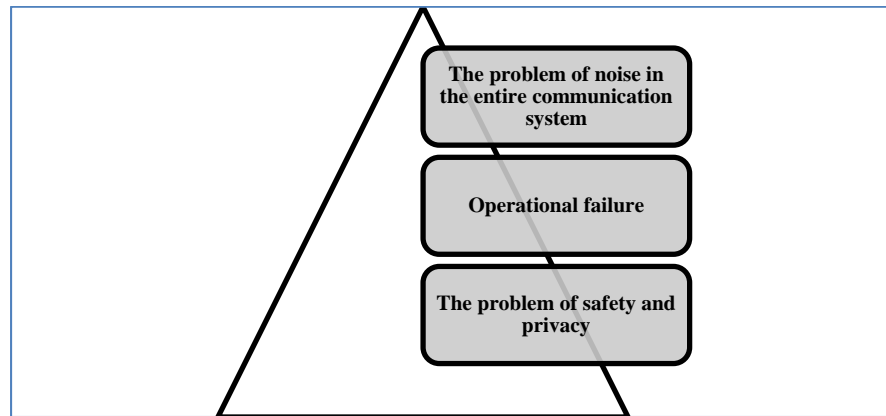 The problem of noise in
the entire communication
system
Operational failure
The problem of safety and
privacy